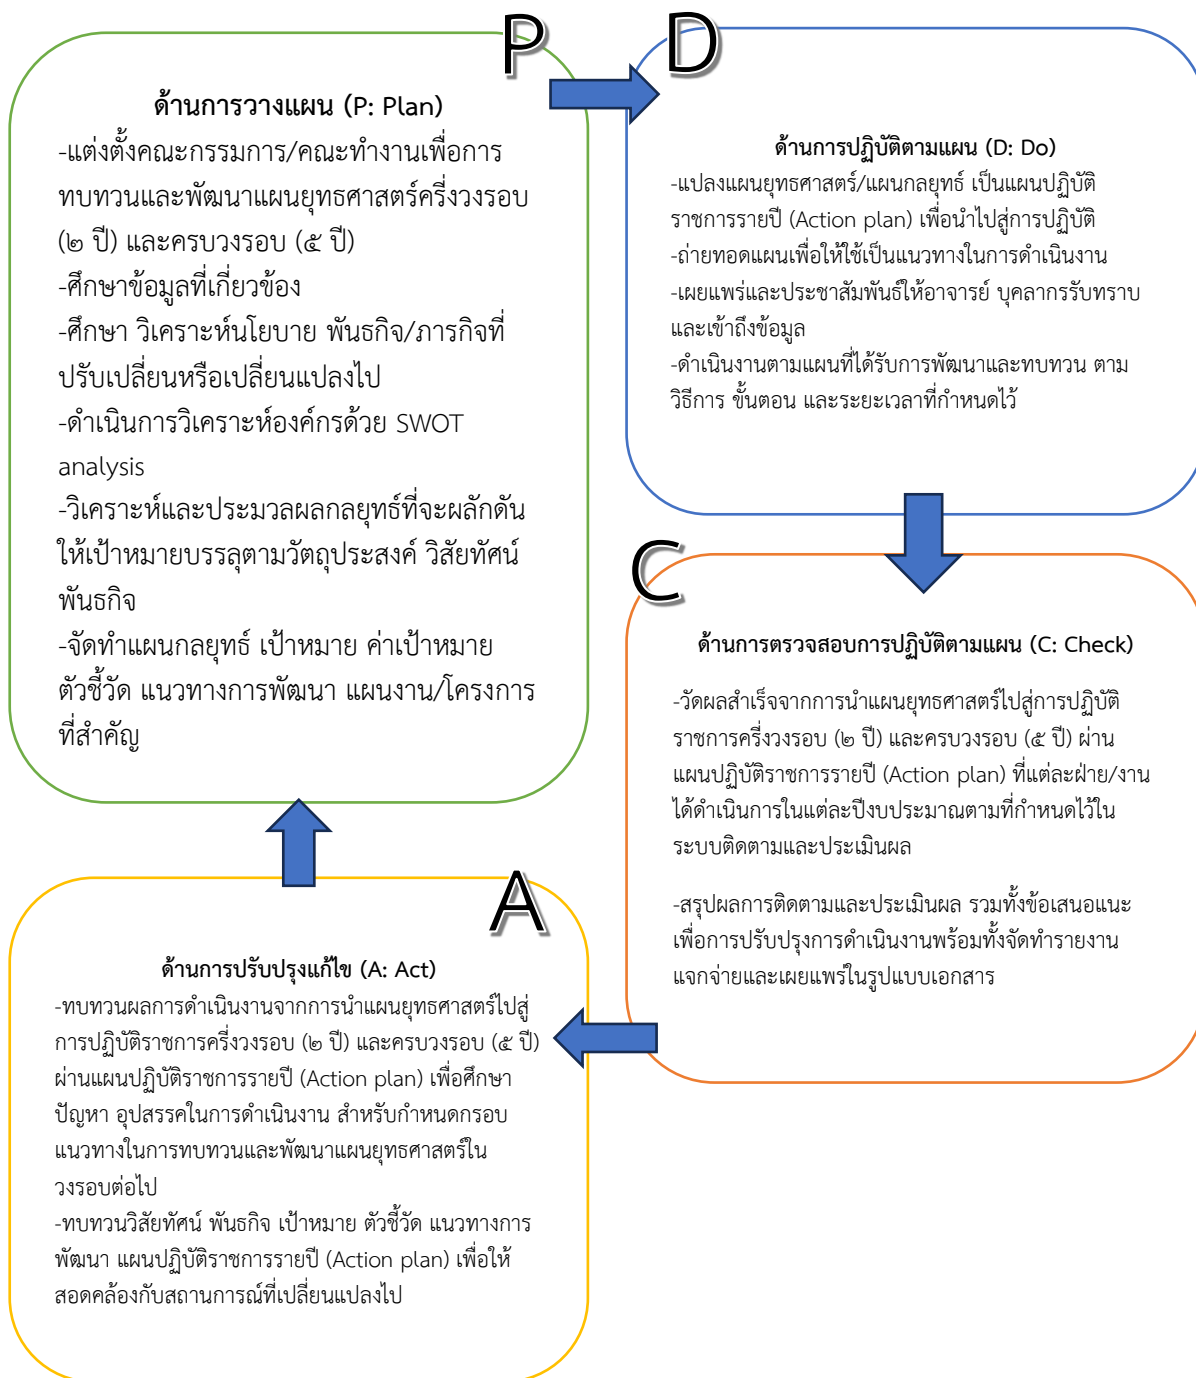 P
ด้านการวางแผน (P: Plan)
-แต่งตั้งคณะกรรมการ/คณะทำงานเพื่อการ
ทบทวนและพัฒนาแผนยุทธศาสตร์ครึ่งวงรอบ
(๒ ปี) และครบวงรอบ (๕ ปี)
-ศึกษาข้อมูลที่เกี่ยวข้อง
-ศึกษา วิเคราะห์นโยบาย พันธกิจ/ภารกิจที่
ปรับเปลี่ยนหรือเปลี่ยนแปลงไป
-ดำเนินการวิเคราะห์องค์กรด้วย SWOT
analysis
-วิเคราะห์และประมวลผลกลยุทธ์ที่จะผลักดัน
ให้เป้าหมายบรรลุตามวัตถุประสงค์ วิสัยทัศน์
พันธกิจ
-จัดทำแผนกลยุทธ์ เป้าหมาย ค่าเป้าหมาย
ตัวชี้วัด แนวทางการพัฒนา แผนงาน/โครงการ
ที่สำคัญ
D
ด้านการปฏิบัติตามแผน (D: Do)
-แปลงแผนยุทธศาสตร์/แผนกลยุทธ์ เป็นแผนปฏิบัติ
ราชการรายปี (Action plan) เพื่อนำไปสู่การปฏิบัติ
-ถ่ายทอดแผนเพื่อให้ใช้เป็นแนวทางในการดำเนินงาน
-เผยแพร่และประชาสัมพันธ์ให้อาจารย์ บุคลากรรับทราบ
และเข้าถึงข้อมูล
-ดำเนินงานตามแผนที่ได้รับการพัฒนาและทบทวน ตาม
วิธีการ ขั้นตอน และระยะเวลาที่กำหนดไว้
C
ด้านการตรวจสอบการปฏิบัติตามแผน (C: Check)
-วัดผลสำเร็จจากการนำแผนยุทธศาสตร์ไปสู่การปฏิบัติ
ราชการครึ่งวงรอบ (๒ ปี) และครบวงรอบ (๕ ปี) ผ่าน
แผนปฏิบัติราชการรายปี (Action plan) ที่แต่ละฝ่าย/งาน
ได้ดำเนินการในแต่ละปีงบประมาณตามที่กำหนดไว้ใน
ระบบติดตามและประเมินผล
-สรุปผลการติดตามและประเมินผล รวมทั้งข้อเสนอแนะ
เพื่อการปรับปรุงการดำเนินงานพร้อมทั้งจัดทำรายงาน
แจกจ่ายและเผยแพร่ในรูปแบบเอกสาร
A
ด้านการปรับปรุงแก้ไข (A: Act)
-ทบทวนผลการดำเนินงานจากการนำแผนยุทธศาสตร์ไปสู่
การปฏิบัติราชการครึ่งวงรอบ (๒ ปี) และครบวงรอบ (๕ ปี)
ผ่านแผนปฏิบัติราชการรายปี (Action plan) เพื่อศึกษา
ปัญหา อุปสรรคในการดำเนินงาน สำหรับกำหนดกรอบ
แนวทางในการทบทวนและพัฒนาแผนยุทธศาสตร์ใน
วงรอบต่อไป
-ทบทวนวิสัยทัศน์ พันธกิจ เป้าหมาย ตัวชี้วัด แนวทางการ
พัฒนา แผนปฏิบัติราชการรายปี (Action plan) เพื่อให้
สอดคล้องกับสถานการณ์ที่เปลี่ยนแปลงไป